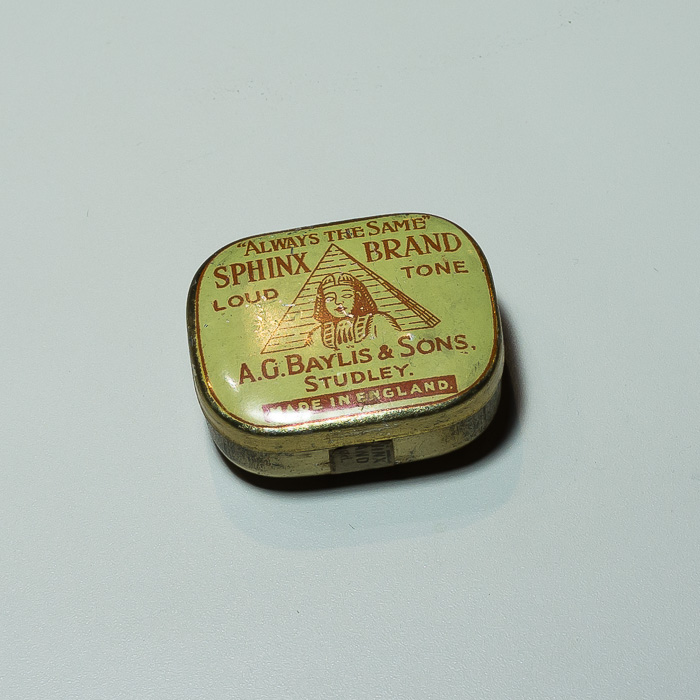 "ALWAYS THE SAME"
SPHINX BRAND
LOUD TONE
A.G. BAYLIS & SONS,
STUDLEY.
MADE IN ENGLAND.